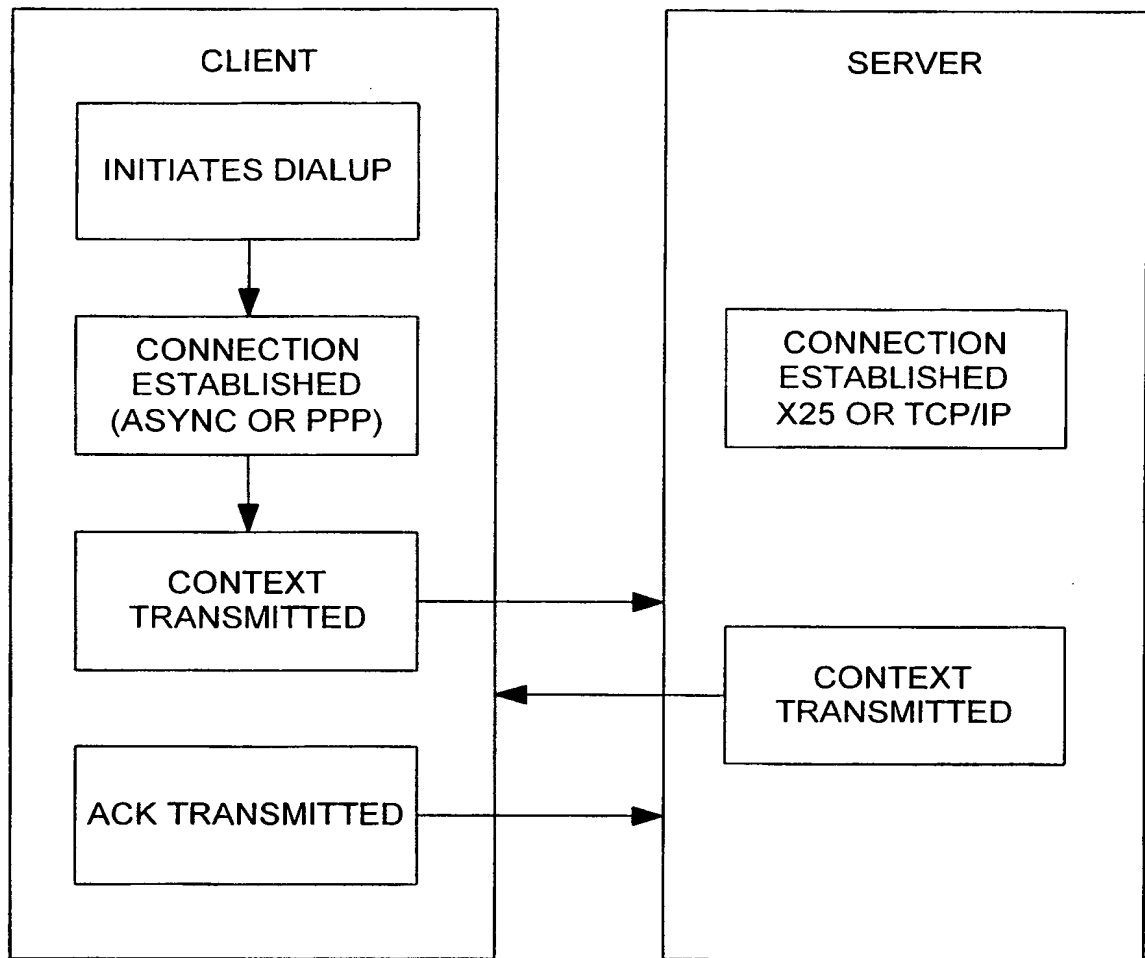 CLIENT
INITIATES DIALUP
CONNECTION
ESTABLISHED
(ASYNC OR PPP)
CONTEXT
TRANSMITTED
ACK TRANSMITTED
SERVER
CONNECTION
ESTABLISHED
X25 OR TCP/IP
CONTEXT
TRANSMITTED